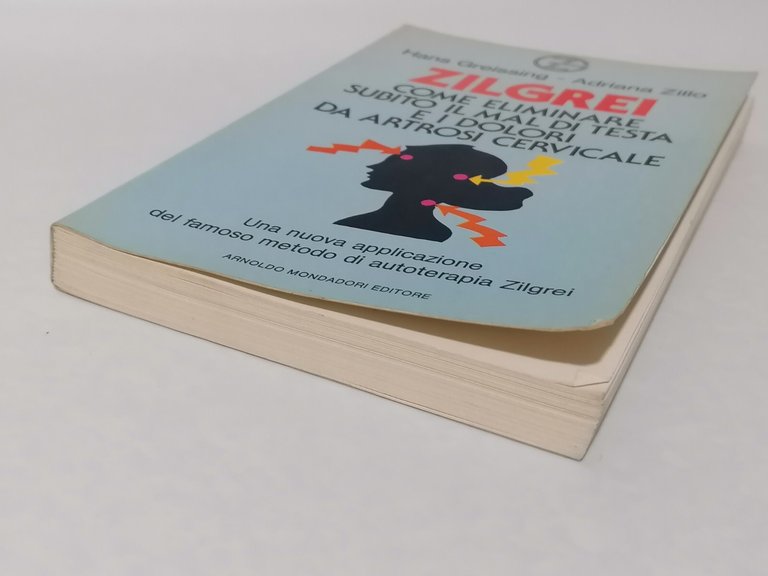 Hans Greissing - Adriana Zillo
ZILGREI
COME ELIMINARE
SUBITO IL MAL DI TESTA
E I DOLORI
DA ARTROSI CERVICALE
Una nuova applicazione
del famoso metodo di autoterapia Zilgrei
ARNOLDO MONDADORI EDITORE